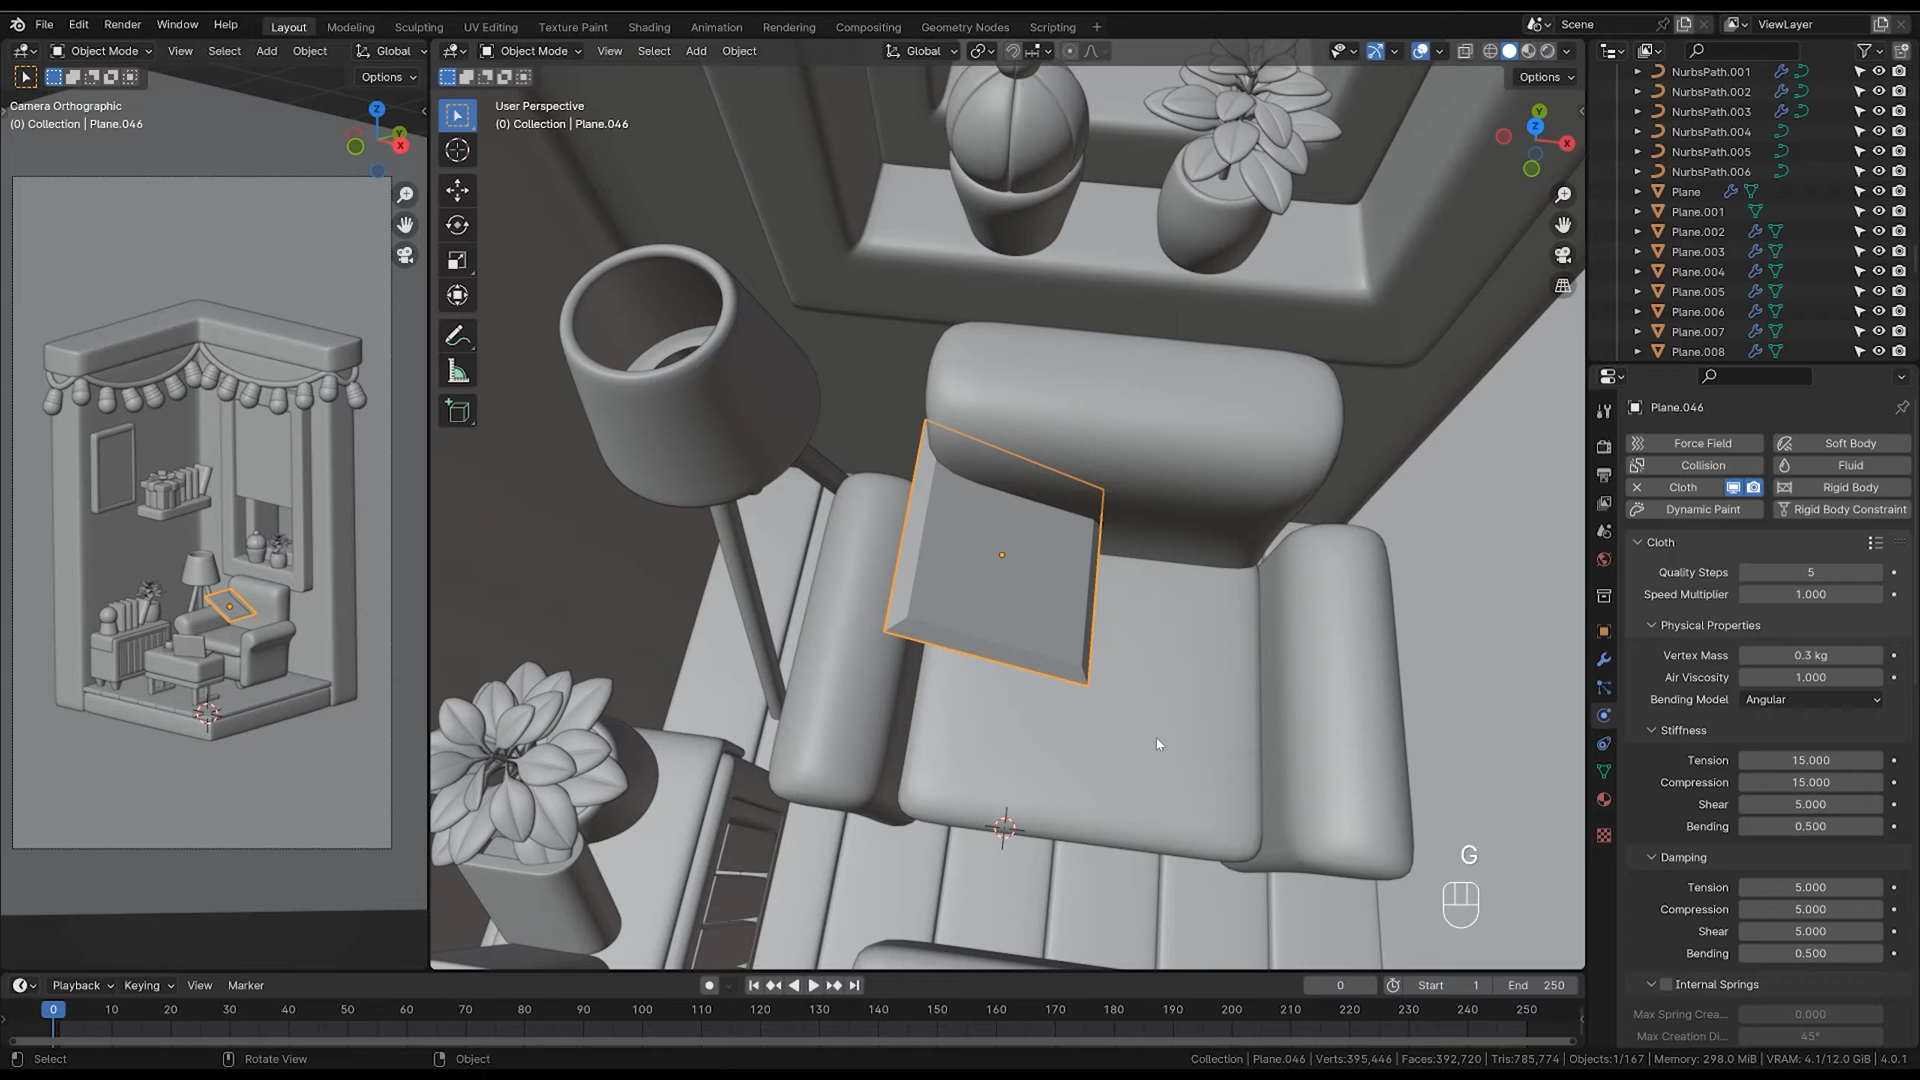 File Edit Render Window Help Layout Modeling Sculpting UV Editing Texture Paint Shading Animation Rendering Compositing Geometry Nodes Scripting + Scene ViewLayer
Object Mode View Select Add Object Global Object Mode View Select Add Object Global
Options Options
Camera Orthographic
(0) Collection | Plane.046
User Perspective
(0) Collection | Plane.046
Z
Y
X
Y
Z
X
NurbsPath.001
NurbsPath.002
NurbsPath.003
NurbsPath.004
NurbsPath.005
NurbsPath.006
Plane
Plane.001
Plane.002
Plane.003
Plane.004
Plane.005
Plane.006
Plane.007
Plane.008
Plane.046
Force Field Soft Body
Collision Fluid
Cloth Rigid Body
Dynamic Paint Rigid Body Constraint
Cloth
Quality Steps 5
Speed Multiplier 1.000
Physical Properties
Vertex Mass 0.3 kg
Air Viscosity 1.000
Bending Model Angular
Stiffness
Tension 15.000
Compression 15.000
Shear 5.000
Bending 0.500
Damping
Tension 5.000
Compression 5.000
Shear 5.000
Bending 0.500
Internal Springs
Max Spring Crea... 0.000
Max Creation Di... 45°
G
Playback Keying View Marker 0 Start 1 End 250
0 10 20 30 40 50 60 70 80 90 100 110 120 130 140 150 160 170 180 190 200 210 220 230 240 250
Select Rotate View Object Collection | Plane.046 | Verts:395,446 | Faces:392,720 | Tris:785,774 | Objects:1/167 | Memory: 298.0 MiB | VRAM: 4.1/12.0 GiB | 4.0.1